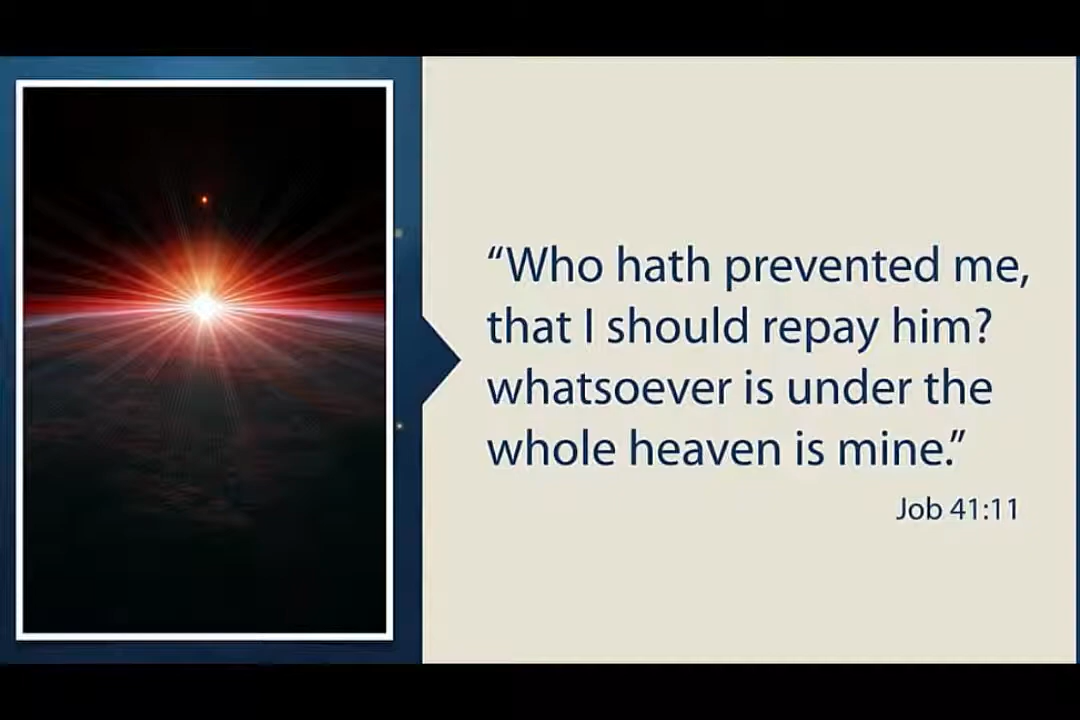 “Who hath prevented me,
that I should repay him?
whatsoever is under the
whole heaven is mine.”
Job 41:11